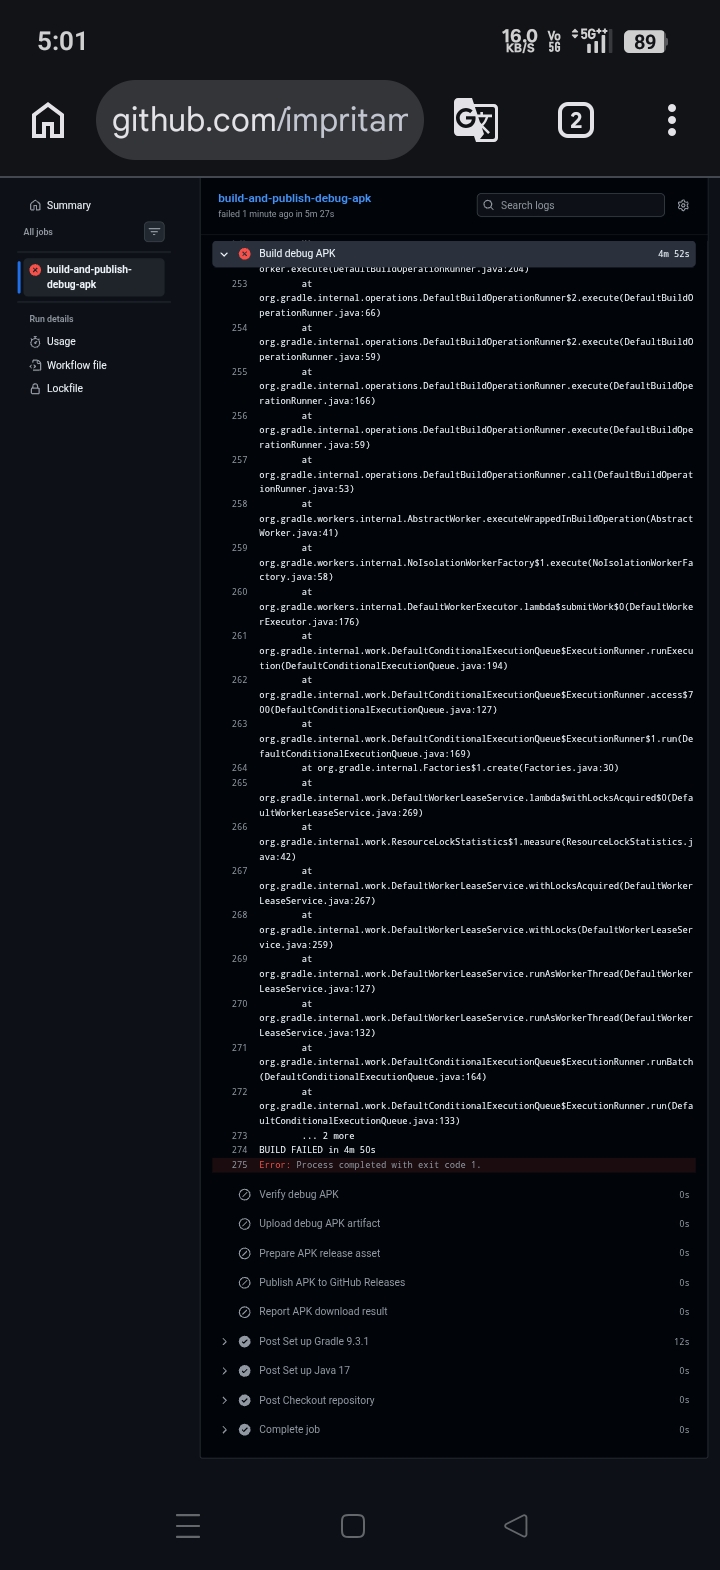 5:01
16.0 KB/S Vo 5G 5G++ 89
github.com/impritam
2
Summary
All jobs
build-and-publish-
debug-apk
Run details
Usage
Workflow file
Lockfile
build-and-publish-debug-apk
failed 1 minute ago in 5m 27s
Search logs
Build debug APK 4m 52s
orker.execute(DefaultBuildOperationRunner.java:204)
253 at
org.gradle.internal.operations.DefaultBuildOperationRunner$2.execute(DefaultBuildO
perationRunner.java:66)
254 at
org.gradle.internal.operations.DefaultBuildOperationRunner$2.execute(DefaultBuildO
perationRunner.java:59)
255 at
org.gradle.internal.operations.DefaultBuildOperationRunner.execute(DefaultBuildOpe
rationRunner.java:166)
256 at
org.gradle.internal.operations.DefaultBuildOperationRunner.execute(DefaultBuildOpe
rationRunner.java:59)
257 at
org.gradle.internal.operations.DefaultBuildOperationRunner.call(DefaultBuildOperat
ionRunner.java:53)
258 at
org.gradle.workers.internal.AbstractWorker.executeWrappedInBuildOperation(Abstract
Worker.java:41)
259 at
org.gradle.workers.internal.NoIsolationWorkerFactory$1.execute(NoIsolationWorkerFa
ctory.java:58)
260 at
org.gradle.workers.internal.DefaultWorkerExecutor.lambda$submitWork$0(DefaultWorke
rExecutor.java:176)
261 at
org.gradle.internal.work.DefaultConditionalExecutionQueue$ExecutionRunner.runExecu
tion(DefaultConditionalExecutionQueue.java:194)
262 at
org.gradle.internal.work.DefaultConditionalExecutionQueue$ExecutionRunner.access$7
00(DefaultConditionalExecutionQueue.java:127)
263 at
org.gradle.internal.work.DefaultConditionalExecutionQueue$ExecutionRunner$1.run(De
faultConditionalExecutionQueue.java:169)
264 at org.gradle.internal.Factories$1.create(Factories.java:30)
265 at
org.gradle.internal.work.DefaultWorkerLeaseService.lambda$withLocksAcquired$0(Defa
ultWorkerLeaseService.java:269)
266 at
org.gradle.internal.work.ResourceLockStatistics$1.measure(ResourceLockStatistics.j
ava:42)
267 at
org.gradle.internal.work.DefaultWorkerLeaseService.withLocksAcquired(DefaultWorker
LeaseService.java:267)
268 at
org.gradle.internal.work.DefaultWorkerLeaseService.withLocks(DefaultWorkerLeaseSer
vice.java:259)
269 at
org.gradle.internal.work.DefaultWorkerLeaseService.runAsWorkerThread(DefaultWorker
LeaseService.java:127)
270 at
org.gradle.internal.work.DefaultWorkerLeaseService.runAsWorkerThread(DefaultWorker
LeaseService.java:132)
271 at
org.gradle.internal.work.DefaultConditionalExecutionQueue$ExecutionRunner.runBatch
(DefaultConditionalExecutionQueue.java:164)
272 at
org.gradle.internal.work.DefaultConditionalExecutionQueue$ExecutionRunner.run(Defa
ultConditionalExecutionQueue.java:133)
273 ... 2 more
274 BUILD FAILED in 4m 50s
275 Error: Process completed with exit code 1.
Verify debug APK 0s
Upload debug APK artifact 0s
Prepare APK release asset 0s
Publish APK to GitHub Releases 0s
Report APK download result 0s
Post Set up Gradle 9.3.1 12s
Post Set up Java 17 0s
Post Checkout repository 0s
Complete job 0s